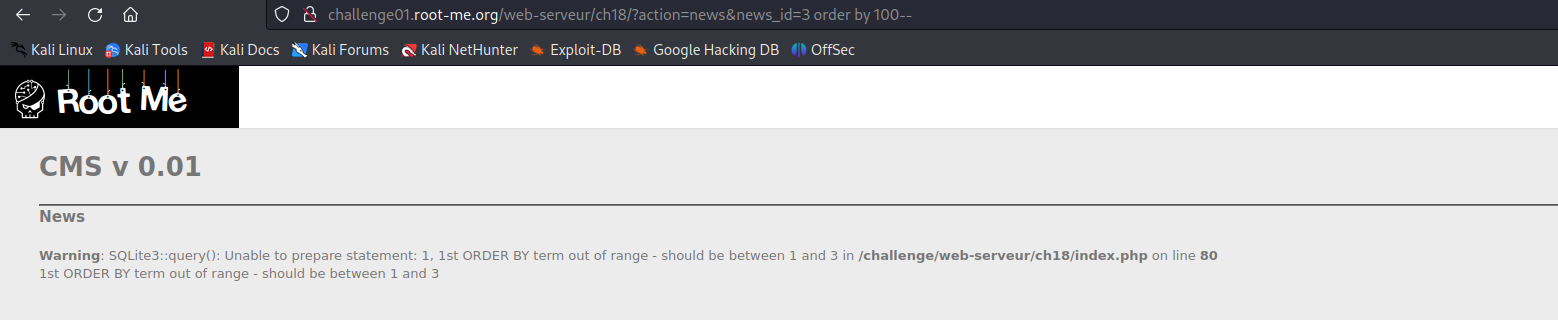 challenge01.root-me.org/web-serveur/ch18/?action=news&news_id=3 order by 100--
Kali Linux Kali Tools Kali Docs Kali Forums Kali NetHunter Exploit-DB Google Hacking DB OffSec
Root Me
CMS v 0.01
News
Warning: SQLite3::query(): Unable to prepare statement: 1, 1st ORDER BY term out of range - should be between 1 and 3 in /challenge/web-serveur/ch18/index.php on line 80
1st ORDER BY term out of range - should be between 1 and 3